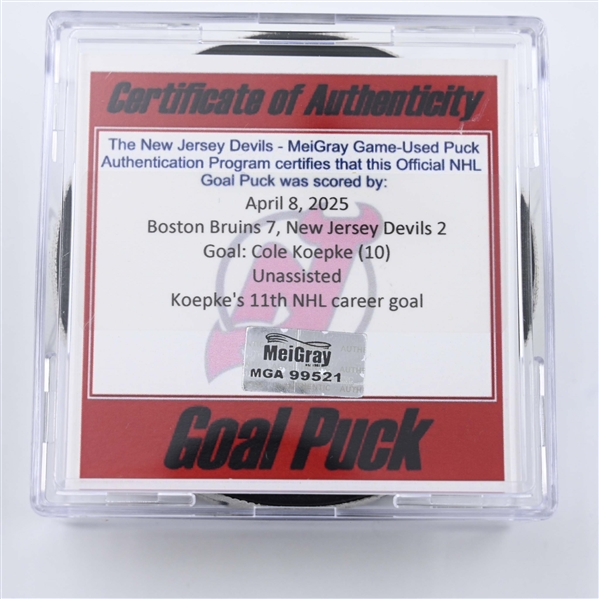 Certificate of Authenticity
The New Jersey Devils - MeiGray Game-Used Puck
Authentication Program certifies that this Official NHL
Goal Puck was scored by:
April 8, 2025
Boston Bruins 7, New Jersey Devils 2
Goal: Cole Koepke (10)
Unassisted
Koepke's 11th NHL career goal
MeiGray
MGA 99521
Goal Puck